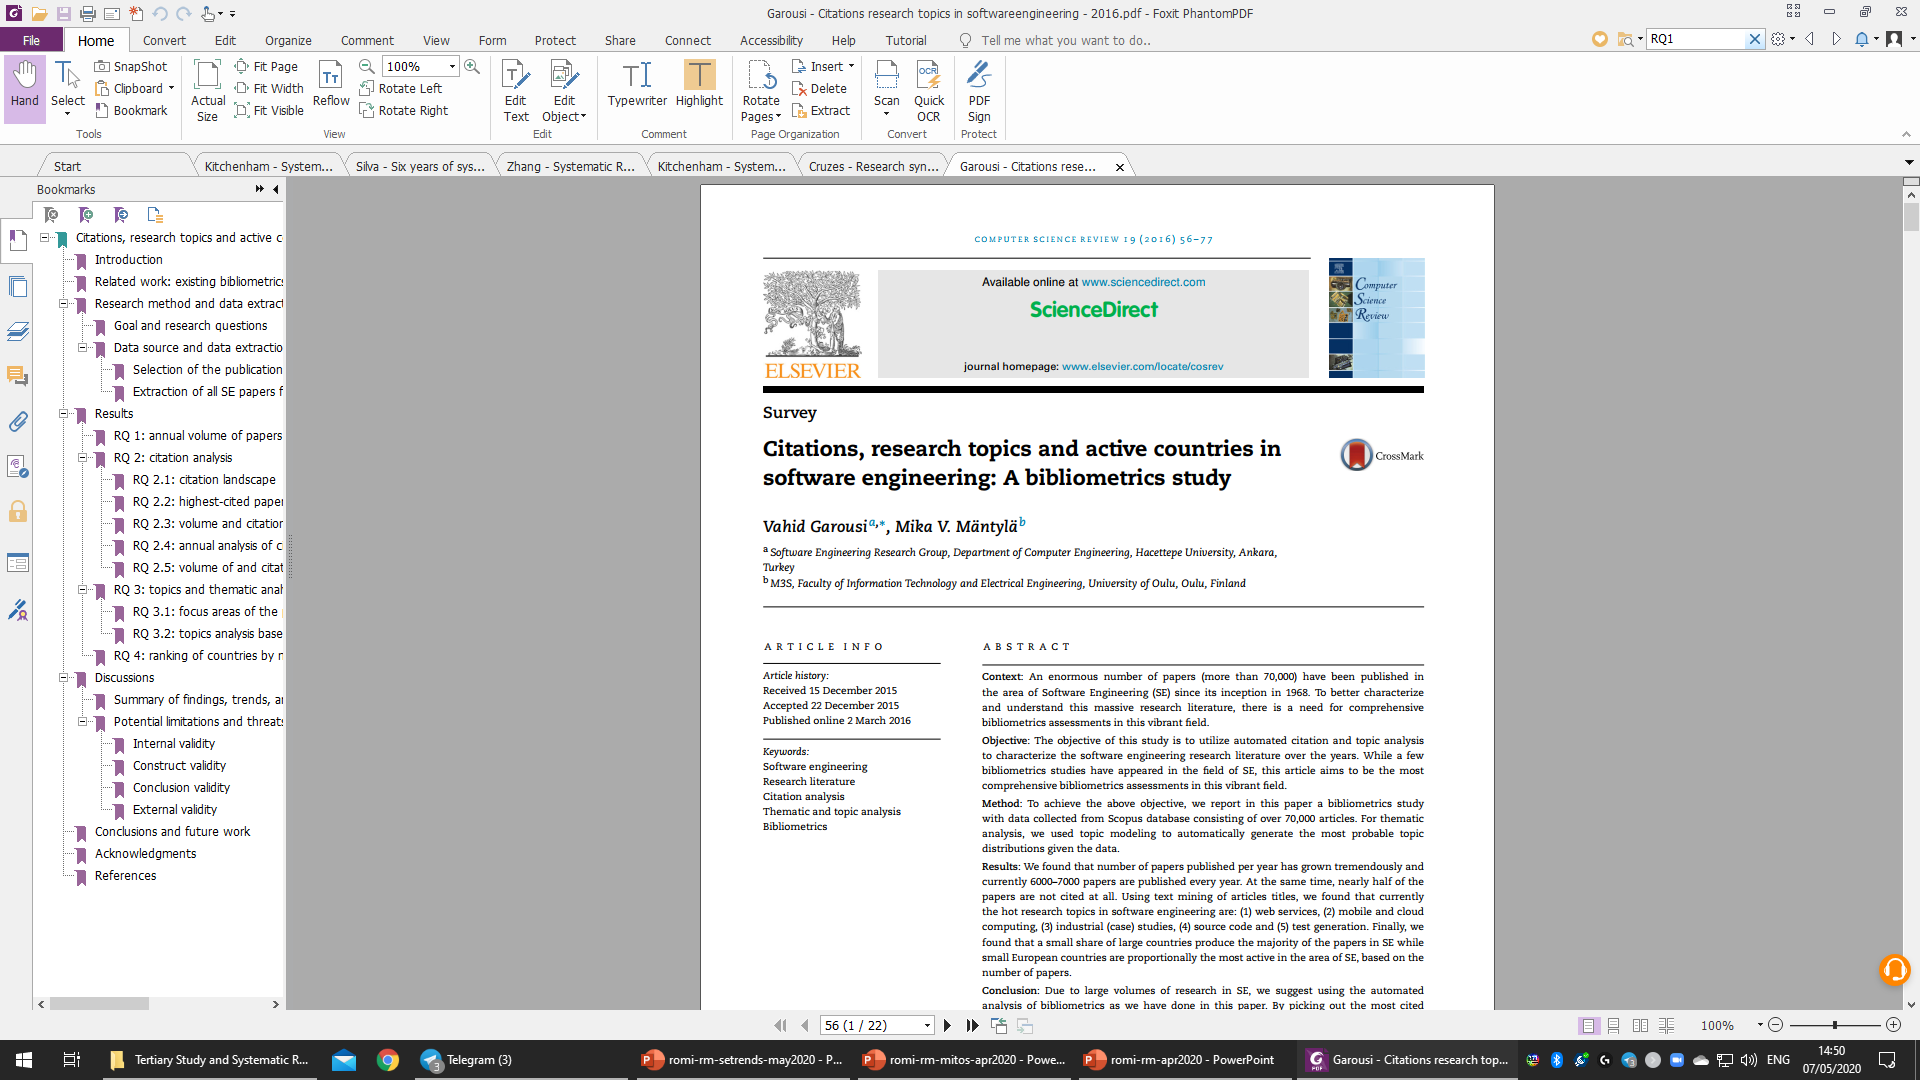 Garousi - Citations research topics in softwareengineering - 2016.pdf - Foxit PhantomPDF
File Home Convert Edit Organize Comment View Form Protect Share Connect Accessibility Help Tutorial Tell me what you want to do.. RQ1
Hand
Select
SnapShot
Clipboard
Bookmark
Tools
Actual Size
Fit Page
Fit Width
Fit Visible
Reflow
100%
Rotate Left
Rotate Right
View
Edit Text
Edit Object
Edit
Typewriter
Highlight
Comment
Rotate Pages
Insert
Delete
Extract
Page Organization
Scan
Quick OCR
Convert
PDF Sign
Protect
Start
Kitchenham - System...
Silva - Six years of sys...
Zhang - Systematic R...
Kitchenham - System...
Cruzes - Research syn...
Garousi - Citations rese...
Bookmarks
Citations, research topics and active c
Introduction
Related work: existing bibliometrics
Research method and data extract
Goal and research questions
Data source and data extractio
Selection of the publication
Extraction of all SE papers f
Results
RQ 1: annual volume of papers
RQ 2: citation analysis
RQ 2.1: citation landscape
RQ 2.2: highest-cited paper
RQ 2.3: volume and citation
RQ 2.4: annual analysis of c
RQ 2.5: volume of and citat
RQ 3: topics and thematic anal
RQ 3.1: focus areas of the
RQ 3.2: topics analysis base
RQ 4: ranking of countries by n
Discussions
Summary of findings, trends, a
Potential limitations and threats
Internal validity
Construct validity
Conclusion validity
External validity
Conclusions and future work
Acknowledgments
References
COMPUTER SCIENCE REVIEW 19 (2016) 56–77
ELSEVIER
Available online at www.sciencedirect.com
ScienceDirect
journal homepage: www.elsevier.com/locate/cosrev
Computer
Science
Review
Survey
Citations, research topics and active countries in
software engineering: A bibliometrics study
CrossMark
Vahid Garousi a,*, Mika V. Mäntylä b
a Software Engineering Research Group, Department of Computer Engineering, Hacettepe University, Ankara,
Turkey
b M3S, Faculty of Information Technology and Electrical Engineering, University of Oulu, Oulu, Finland
ARTICLE INFO
Article history:
Received 15 December 2015
Accepted 22 December 2015
Published online 2 March 2016
Keywords:
Software engineering
Research literature
Citation analysis
Thematic and topic analysis
Bibliometrics
ABSTRACT
Context: An enormous number of papers (more than 70,000) have been published in
the area of Software Engineering (SE) since its inception in 1968. To better characterize
and understand this massive research literature, there is a need for comprehensive
bibliometrics assessments in this vibrant field.
Objective: The objective of this study is to utilize automated citation and topic analysis
to characterize the software engineering research literature over the years. While a few
bibliometrics studies have appeared in the field of SE, this article aims to be the most
comprehensive bibliometrics assessments in this vibrant field.
Method: To achieve the above objective, we report in this paper a bibliometrics study
with data collected from Scopus database consisting of over 70,000 articles. For thematic
analysis, we used topic modeling to automatically generate the most probable topic
distributions given the data.
Results: We found that number of papers published per year has grown tremendously and
currently 6000–7000 papers are published every year. At the same time, nearly half of the
papers are not cited at all. Using text mining of articles titles, we found that currently
the hot research topics in software engineering are: (1) web services, (2) mobile and cloud
computing, (3) industrial (case) studies, (4) source code and (5) test generation. Finally, we
found that a small share of large countries produce the majority of the papers in SE while
small European countries are proportionally the most active in the area of SE, based on the
number of papers.
Conclusion: Due to large volumes of research in SE, we suggest using the automated
analysis of bibliometrics as we have done in this paper. By picking out the most cited
56 (1 / 22)
100%
Tertiary Study and Systematic R...
Telegram (3)
romi-rm-setrends-may2020 - P...
romi-rm-mitos-apr2020 - Powe...
romi-rm-apr2020 - PowerPoint
Garousi - Citations research top...
ENG
14:50
07/05/2020